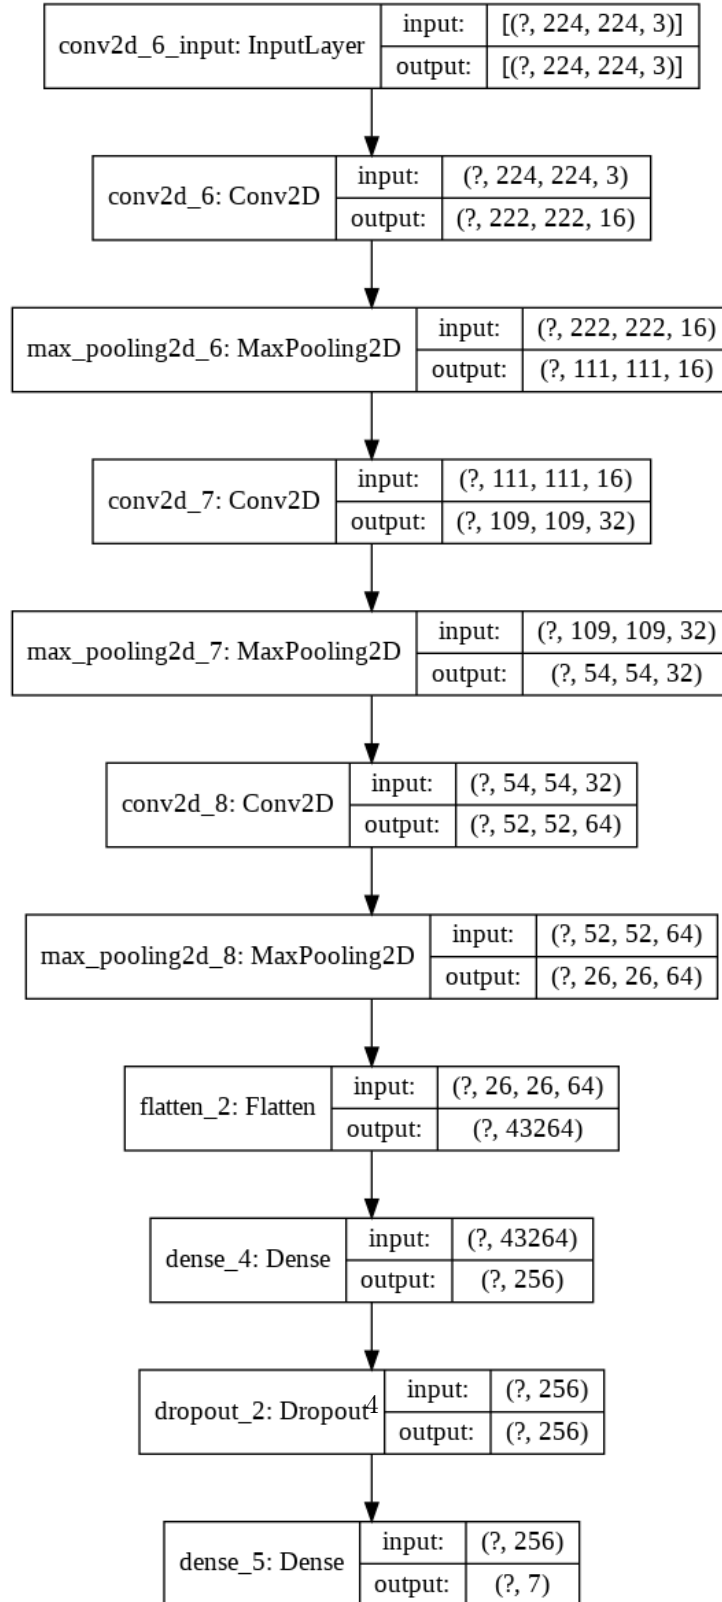 conv2d_6_input: InputLayer
input: [(?, 224, 224, 3)]
output: [(?, 224, 224, 3)]
conv2d_6: Conv2D
input: (?, 224, 224, 3)
output: (?, 222, 222, 16)
max_pooling2d_6: MaxPooling2D
input: (?, 222, 222, 16)
output: (?, 111, 111, 16)
conv2d_7: Conv2D
input: (?, 111, 111, 16)
output: (?, 109, 109, 32)
max_pooling2d_7: MaxPooling2D
input: (?, 109, 109, 32)
output: (?, 54, 54, 32)
conv2d_8: Conv2D
input: (?, 54, 54, 32)
output: (?, 52, 52, 64)
max_pooling2d_8: MaxPooling2D
input: (?, 52, 52, 64)
output: (?, 26, 26, 64)
flatten_2: Flatten
input: (?, 26, 26, 64)
output: (?, 43264)
dense_4: Dense
input: (?, 43264)
output: (?, 256)
dropout_2: Dropout
4
input: (?, 256)
output: (?, 256)
dense_5: Dense
input: (?, 256)
output: (?, 7)